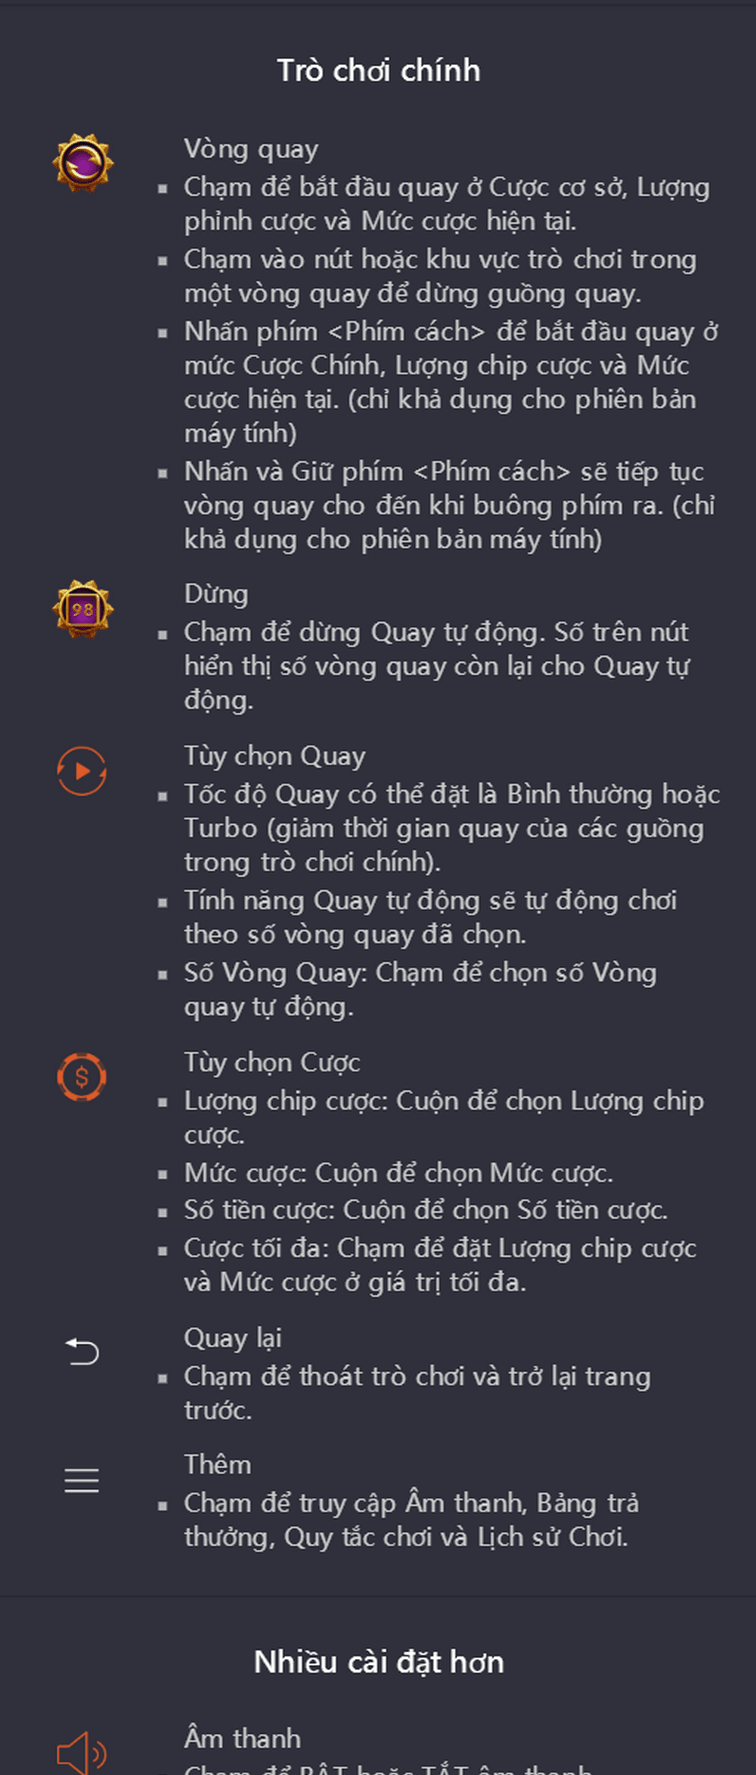 Trò chơi chính
Vòng quay
▪ Chạm để bắt đầu quay ở Cược cơ sở, Lượng
phỉnh cược và Mức cược hiện tại.
▪ Chạm vào nút hoặc khu vực trò chơi trong
một vòng quay để dừng guồng quay.
▪ Nhấn phím <Phím cách> để bắt đầu quay ở
mức Cược Chính, Lượng chip cược và Mức
cược hiện tại. (chỉ khả dụng cho phiên bản
máy tính)
▪ Nhấn và Giữ phím <Phím cách> sẽ tiếp tục
vòng quay cho đến khi buông phím ra. (chỉ
khả dụng cho phiên bản máy tính)
98
Dừng
▪ Chạm để dừng Quay tự động. Số trên nút
hiển thị số vòng quay còn lại cho Quay tự
động.
Tùy chọn Quay
▪ Tốc độ Quay có thể đặt là Bình thường hoặc
Turbo (giảm thời gian quay của các guồng
trong trò chơi chính).
▪ Tính năng Quay tự động sẽ tự động chơi
theo số vòng quay đã chọn.
▪ Số Vòng Quay: Chạm để chọn số Vòng
quay tự động.
$
Tùy chọn Cược
▪ Lượng chip cược: Cuộn để chọn Lượng chip
cược.
▪ Mức cược: Cuộn để chọn Mức cược.
▪ Số tiền cược: Cuộn để chọn Số tiền cược.
▪ Cược tối đa: Chạm để đặt Lượng chip cược
và Mức cược ở giá trị tối đa.
Quay lại
▪ Chạm để thoát trò chơi và trở lại trang
trước.
Thêm
▪ Chạm để truy cập Âm thanh, Bảng trả
thưởng, Quy tắc chơi và Lịch sử Chơi.
Nhiều cài đặt hơn
Âm thanh
Chạm để BẬT hoặc TẮT âm thanh